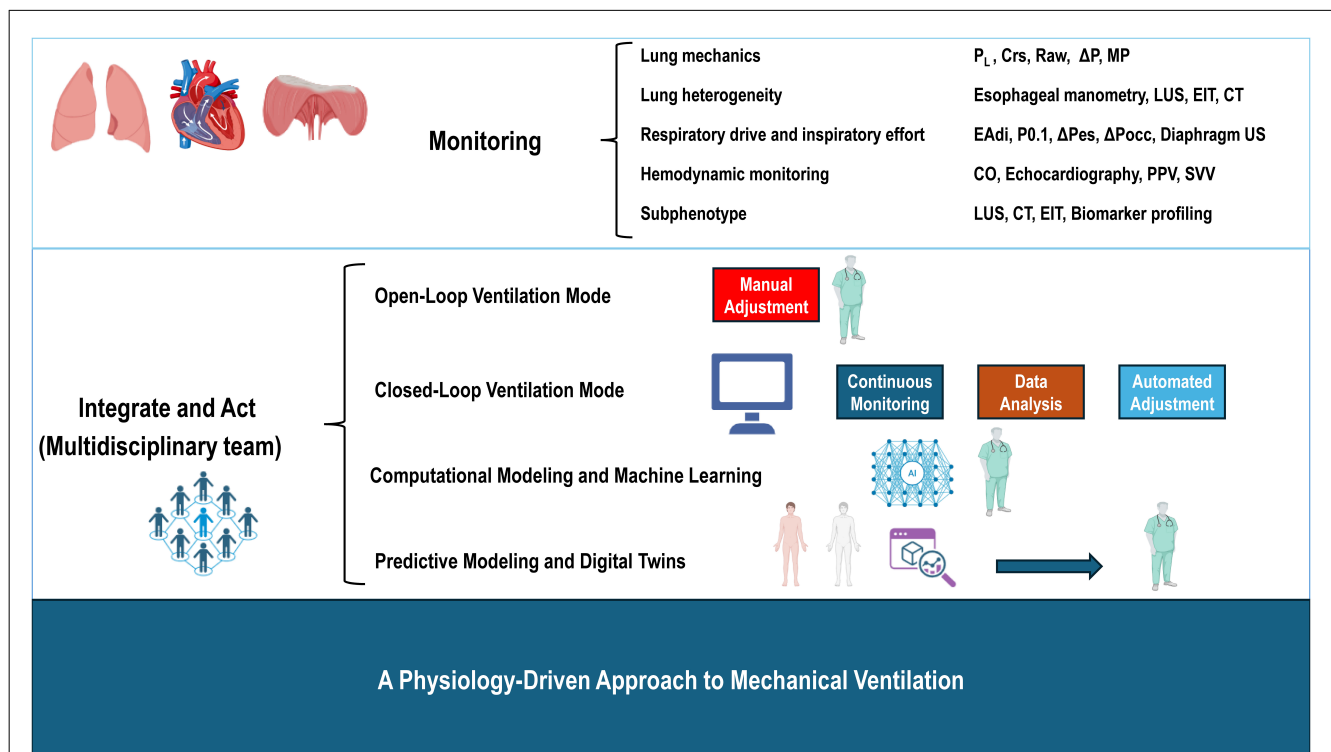 Monitoring
Lung mechanics P_L, Crs, Raw, ΔP, MP
Lung heterogeneity Esophageal manometry, LUS, EIT, CT
Respiratory drive and inspiratory effort EAdi, P0.1, ΔPes, ΔPocc, Diaphragm US
Hemodynamic monitoring CO, Echocardiography, PPV, SVV
Subphenotype LUS, CT, EIT, Biomarker profiling
Integrate and Act
(Multidisciplinary team)
Open-Loop Ventilation Mode
Manual
Adjustment
Closed-Loop Ventilation Mode
Continuous
Monitoring
Data
Analysis
Automated
Adjustment
Computational Modeling and Machine Learning
AI
Predictive Modeling and Digital Twins
A Physiology-Driven Approach to Mechanical Ventilation